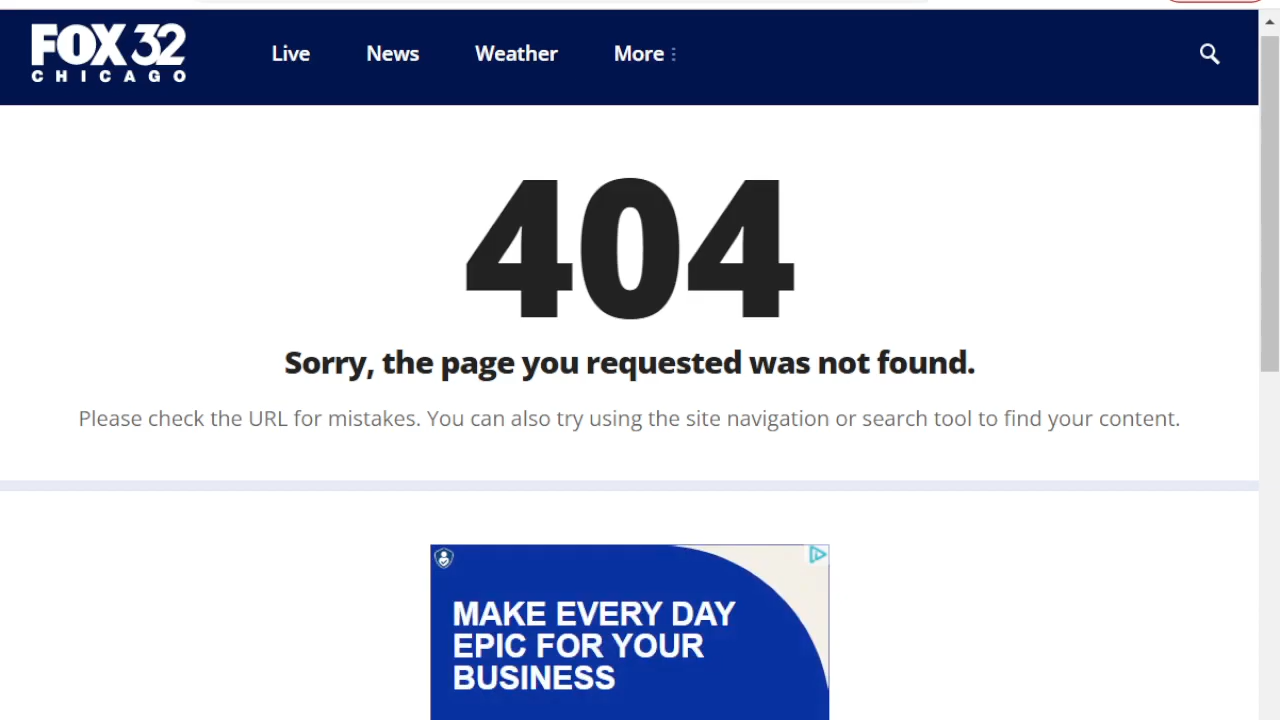 FOX 32
CHICAGO
Live News Weather More
404
Sorry, the page you requested was not found.
Please check the URL for mistakes. You can also try using the site navigation or search tool to find your content.
MAKE EVERY DAY
EPIC FOR YOUR
BUSINESS